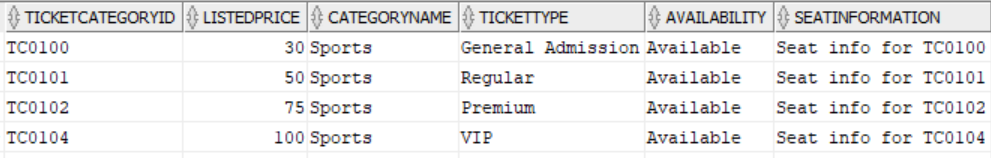 TICKETCATEGORYID LISTEDPRICE CATEGORYNAME TICKETTYPE AVAILABILITY SEATINFORMATION
TC0100 30 Sports General Admission Available Seat info for TC0100
TC0101 50 Sports Regular Available Seat info for TC0101
TC0102 75 Sports Premium Available Seat info for TC0102
TC0104 100 Sports VIP Available Seat info for TC0104